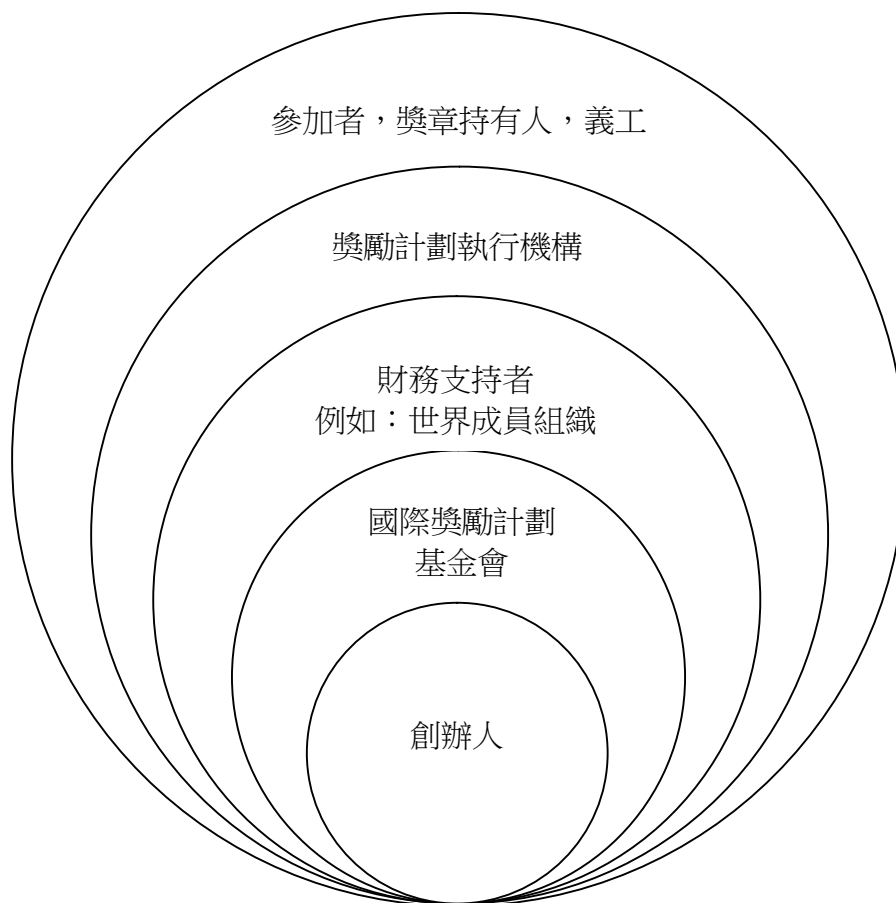 參加者，獎章持有人，義工
獎勵計劃執行機構
財務支持者
例如：世界成員組織
國際獎勵計劃
基金會
創辦人